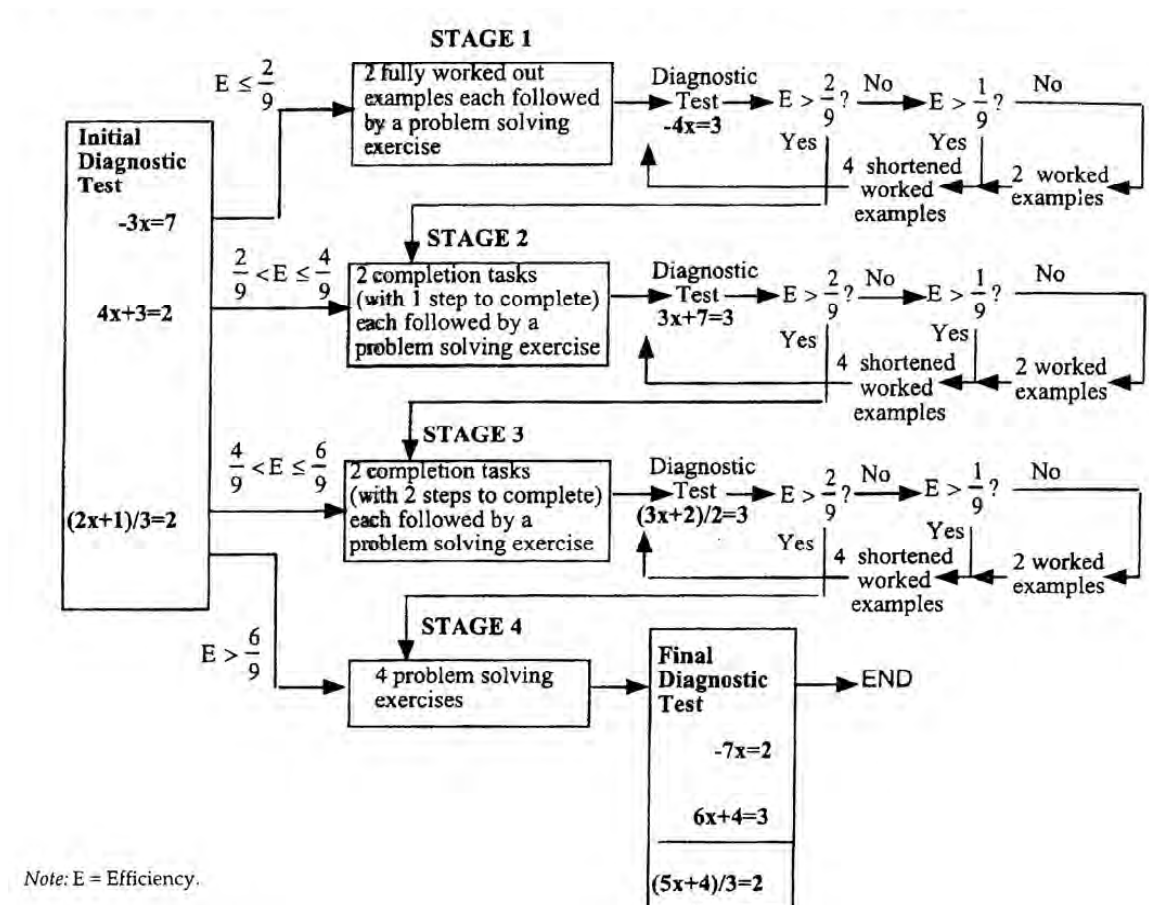 STAGE 1
E ≤ 2/9
2 fully worked out
examples each followed
by a problem solving
exercise
Diagnostic
Test
-4x=3
E > 2/9?
No
E > 1/9?
No
Yes
Yes
4 shortened
worked
examples
2 worked
examples
Initial
Diagnostic
Test
-3x=7
4x+3=2
(2x+1)/3=2
STAGE 2
2/9 < E ≤ 4/9
2 completion tasks
(with 1 step to complete)
each followed by a
problem solving exercise
Diagnostic
Test
3x+7=3
E > 2/9?
No
E > 1/9?
No
Yes
Yes
4 shortened
worked
examples
2 worked
examples
STAGE 3
4/9 < E ≤ 6/9
2 completion tasks
(with 2 steps to complete)
each followed by a
problem solving exercise
Diagnostic
Test
(3x+2)/2=3
E > 2/9?
No
E > 1/9?
No
Yes
Yes
4 shortened
worked
examples
2 worked
examples
STAGE 4
E > 6/9
4 problem solving
exercises
Final
Diagnostic
Test
-7x=2
6x+4=3
(5x+4)/3=2
END
Note: E = Efficiency.